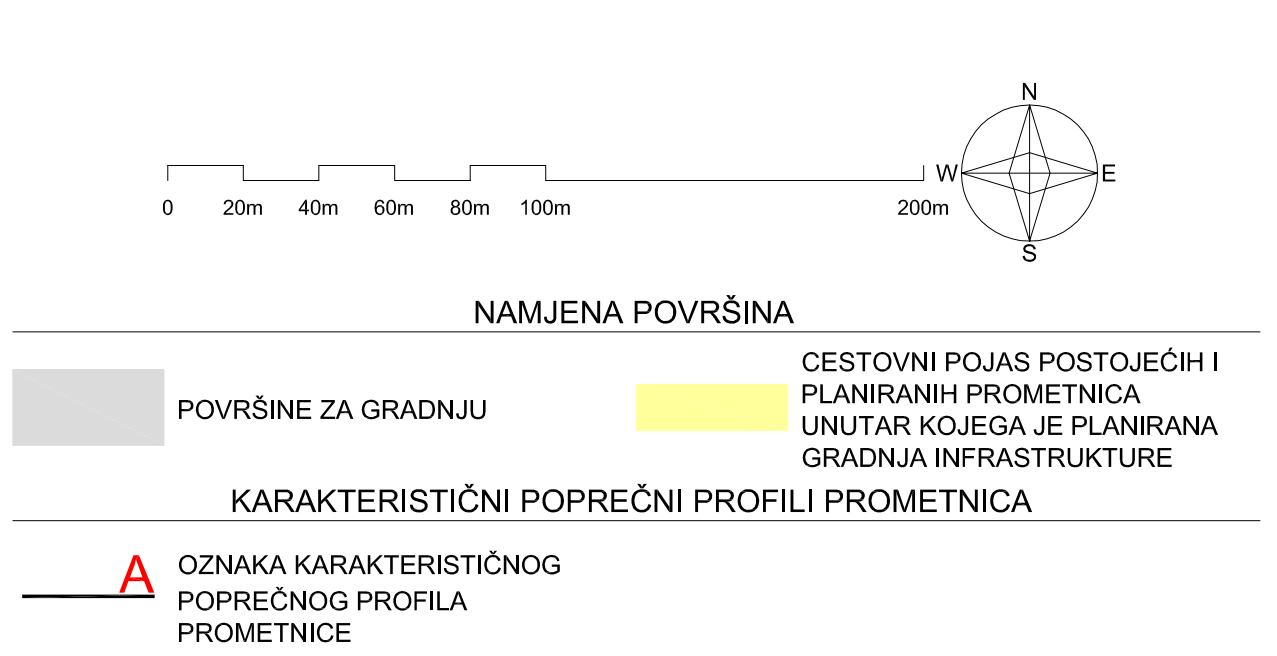 N
W
E
S
0 20m 40m 60m 80m 100m 200m
NAMJENA POVRŠINA
POVRŠINE ZA GRADNJU
CESTOVNI POJAS POSTOJEĆIH I
PLANIRANIH PROMETNICA
UNUTAR KOJEGA JE PLANIRANA
GRADNJA INFRASTRUKTURE
KARAKTERISTIČNI POPREČNI PROFILI PROMETNICA
A
OZNAKA KARAKTERISTIČNOG
POPREČNOG PROFILA
PROMETNICE